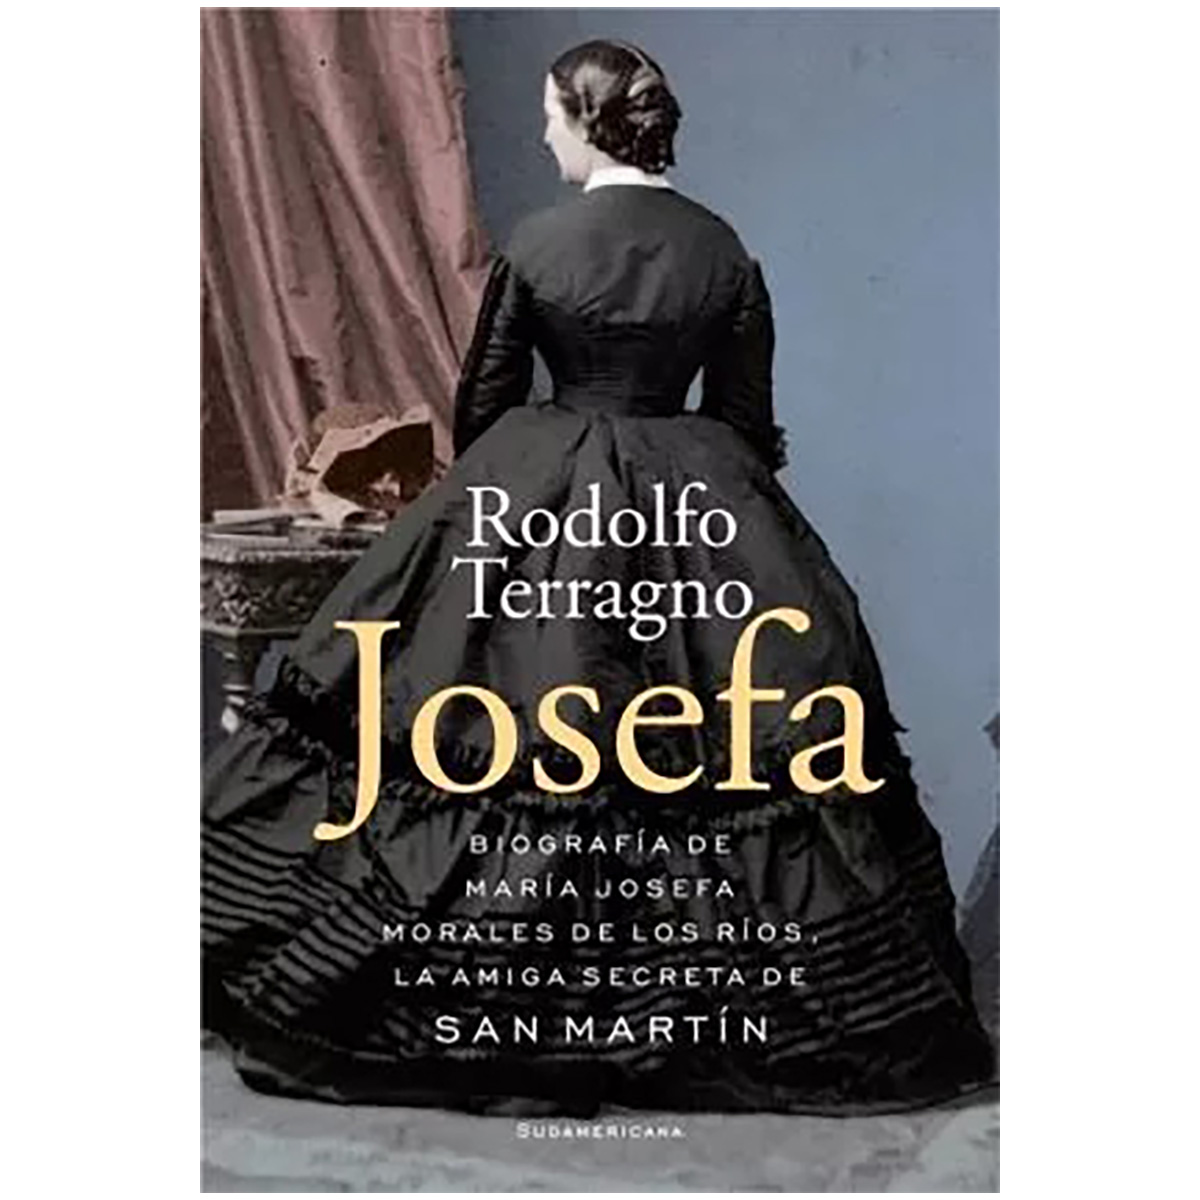 Rodolfo
Terragno
Josefa
BIOGRAFÍA DE
MARÍA JOSEFA
MORALES DE LOS RÍOS,
LA AMIGA SECRETA DE
SAN MARTÍN
SUDAMERICANA